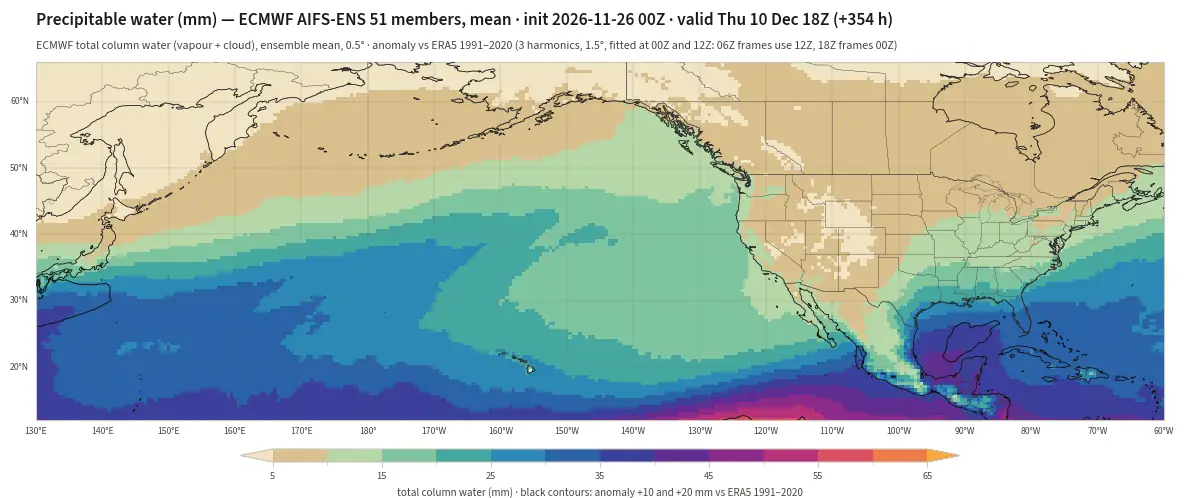 Precipitable water (mm) — ECMWF AIFS-ENS 51 members, mean · init 2026-11-26 00Z · valid Thu 10 Dec 18Z (+354 h)
ECMWF total column water (vapour + cloud), ensemble mean, 0.5° · anomaly vs ERA5 1991–2020 (3 harmonics, 1.5°, fitted at 00Z and 12Z: 06Z frames use 12Z, 18Z frames 00Z)
60°N
50°N
40°N
30°N
20°N
130°E 140°E 150°E 160°E 170°E 180° 170°W 160°W 150°W 140°W 130°W 120°W 110°W 100°W 90°W 80°W 70°W 60°W
5 15 25 35 45 55 65
total column water (mm) · black contours: anomaly +10 and +20 mm vs ERA5 1991–2020